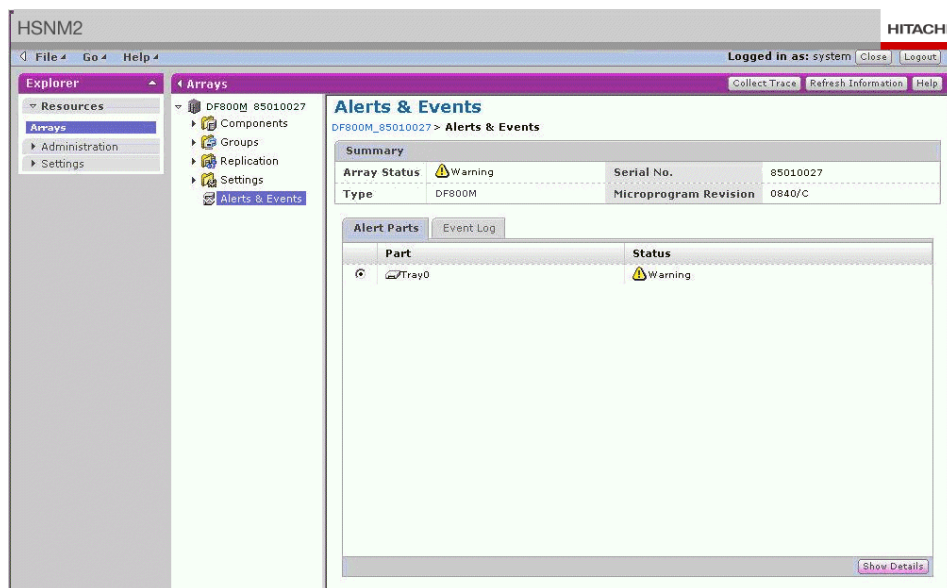 HSNM2
HITACHI
File Go Help
Logged in as: system Close Logout
Explorer
Resources
Arrays
Administration
Settings
Arrays
Collect Trace Refresh Information Help
DF800M 85010027
Components
Groups
Replication
Settings
Alerts & Events
Alerts & Events
DF800M_85010027 > Alerts & Events
Summary
Array Status Warning Serial No. 85010027
Type DF800M Microprogram Revision 0840/C
Alert Parts Event Log
Part Status
Tray0 Warning
Show Details